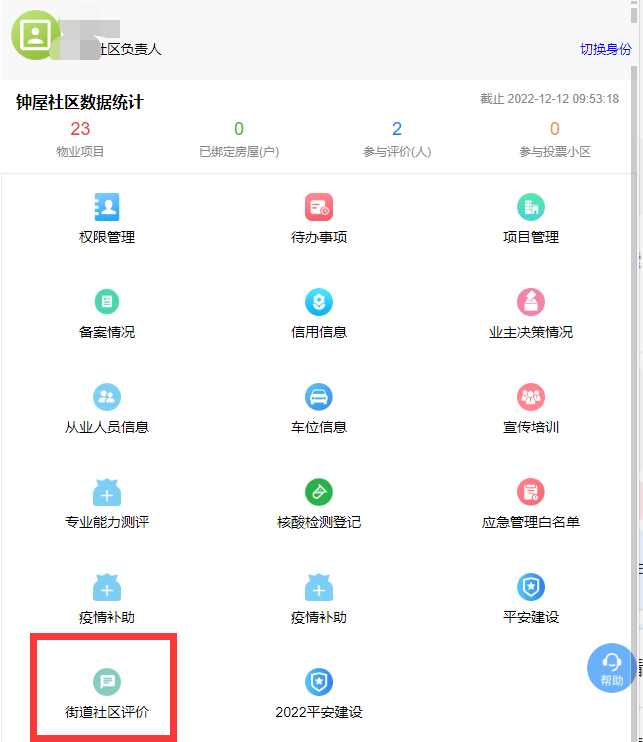 社区负责人
切换身份
钟屋社区数据统计
截止 2022-12-12 09:53:18
23
0
2
0
物业项目
已绑定房屋(户)
参与评价(人)
参与投票小区
权限管理
待办事项
项目管理
备案情况
信用信息
业主决策情况
从业人员信息
车位信息
宣传培训
专业能力测评
核酸检测登记
应急管理白名单
疫情补助
疫情补助
平安建设
帮助
街道社区评价
2022平安建设